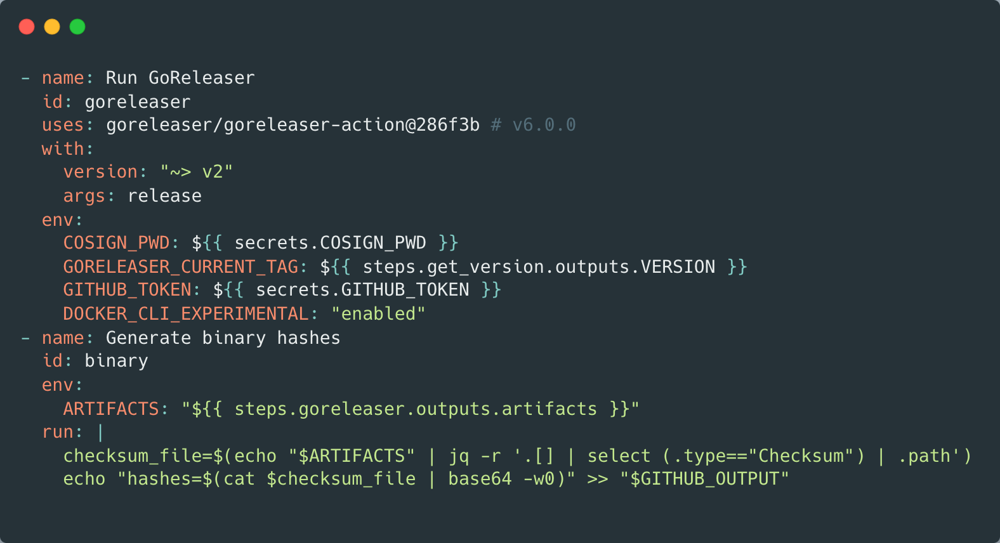 - name: Run GoReleaser
  id: goreleaser
  uses: goreleaser/goreleaser-action@286f3b # v6.0.0
  with:
    version: "~> v2"
    args: release
  env:
    COSIGN_PWD: ${{ secrets.COSIGN_PWD }}
    GORELEASER_CURRENT_TAG: ${{ steps.get_version.outputs.VERSION }}
    GITHUB_TOKEN: ${{ secrets.GITHUB_TOKEN }}
    DOCKER_CLI_EXPERIMENTAL: "enabled"
- name: Generate binary hashes
  id: binary
  env:
    ARTIFACTS: "${{ steps.goreleaser.outputs.artifacts }}"
  run: |
    checksum_file=$(echo "$ARTIFACTS" | jq -r '.[] | select (.type=="Checksum") | .path')
    echo "hashes=$(cat $checksum_file | base64 -w0)" >> "$GITHUB_OUTPUT"